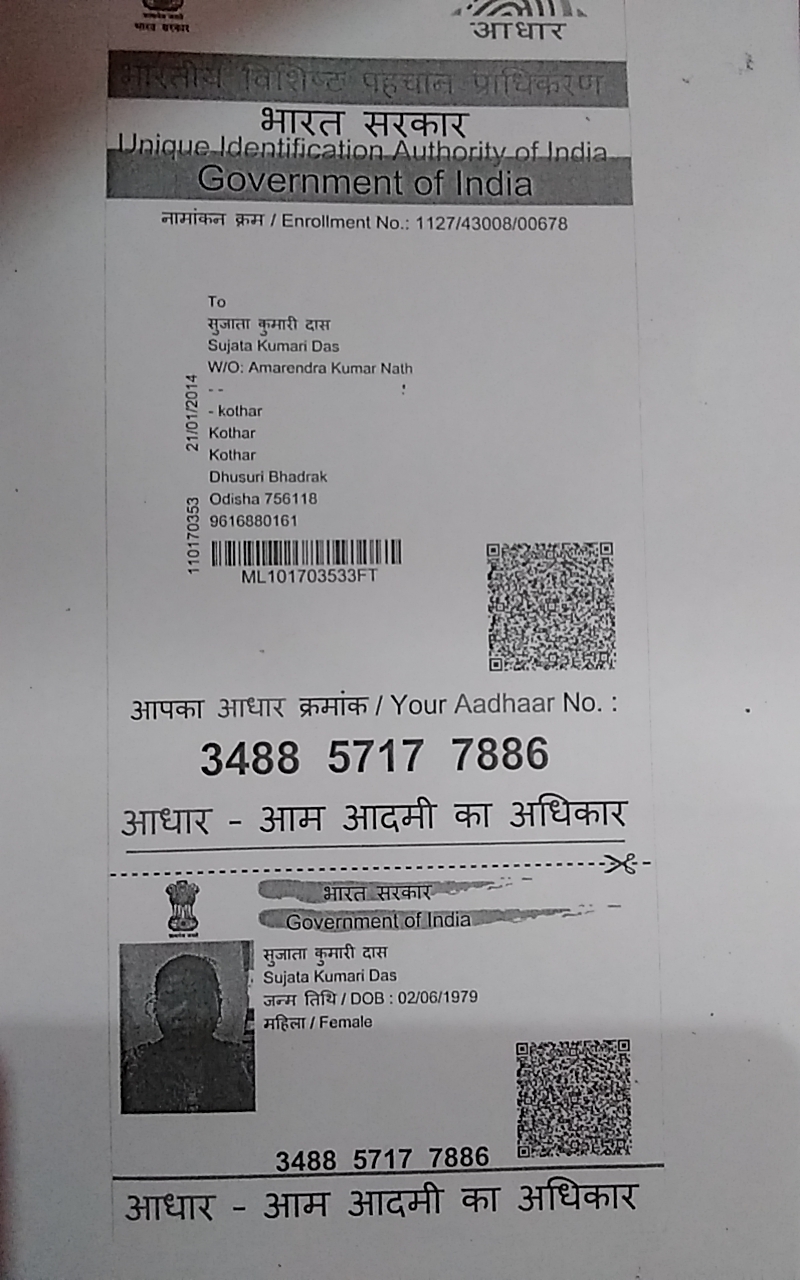 भारत सरकार
आधार
भारतीय विशिष्ट पहचान प्राधिकरण
भारत सरकार
Unique Identification Authority of India
Government of India
नामांकन क्रम / Enrollment No.: 1127/43008/00678
To
सुजाता कुमारी दास
Sujata Kumari Das
W/O: Amarendra Kumar Nath
- -
- kothar
Kothar
Kothar
Dhusuri Bhadrak
Odisha 756118
9616880161
110170353 21/01/2014
ML101703533FT
आपका आधार क्रमांक / Your Aadhaar No. :
3488 5717 7886
आधार - आम आदमी का अधिकार
भारत सरकार
Government of India
सुजाता कुमारी दास
Sujata Kumari Das
जन्म तिथि / DOB : 02/06/1979
महिला / Female
3488 5717 7886
आधार - आम आदमी का अधिकार